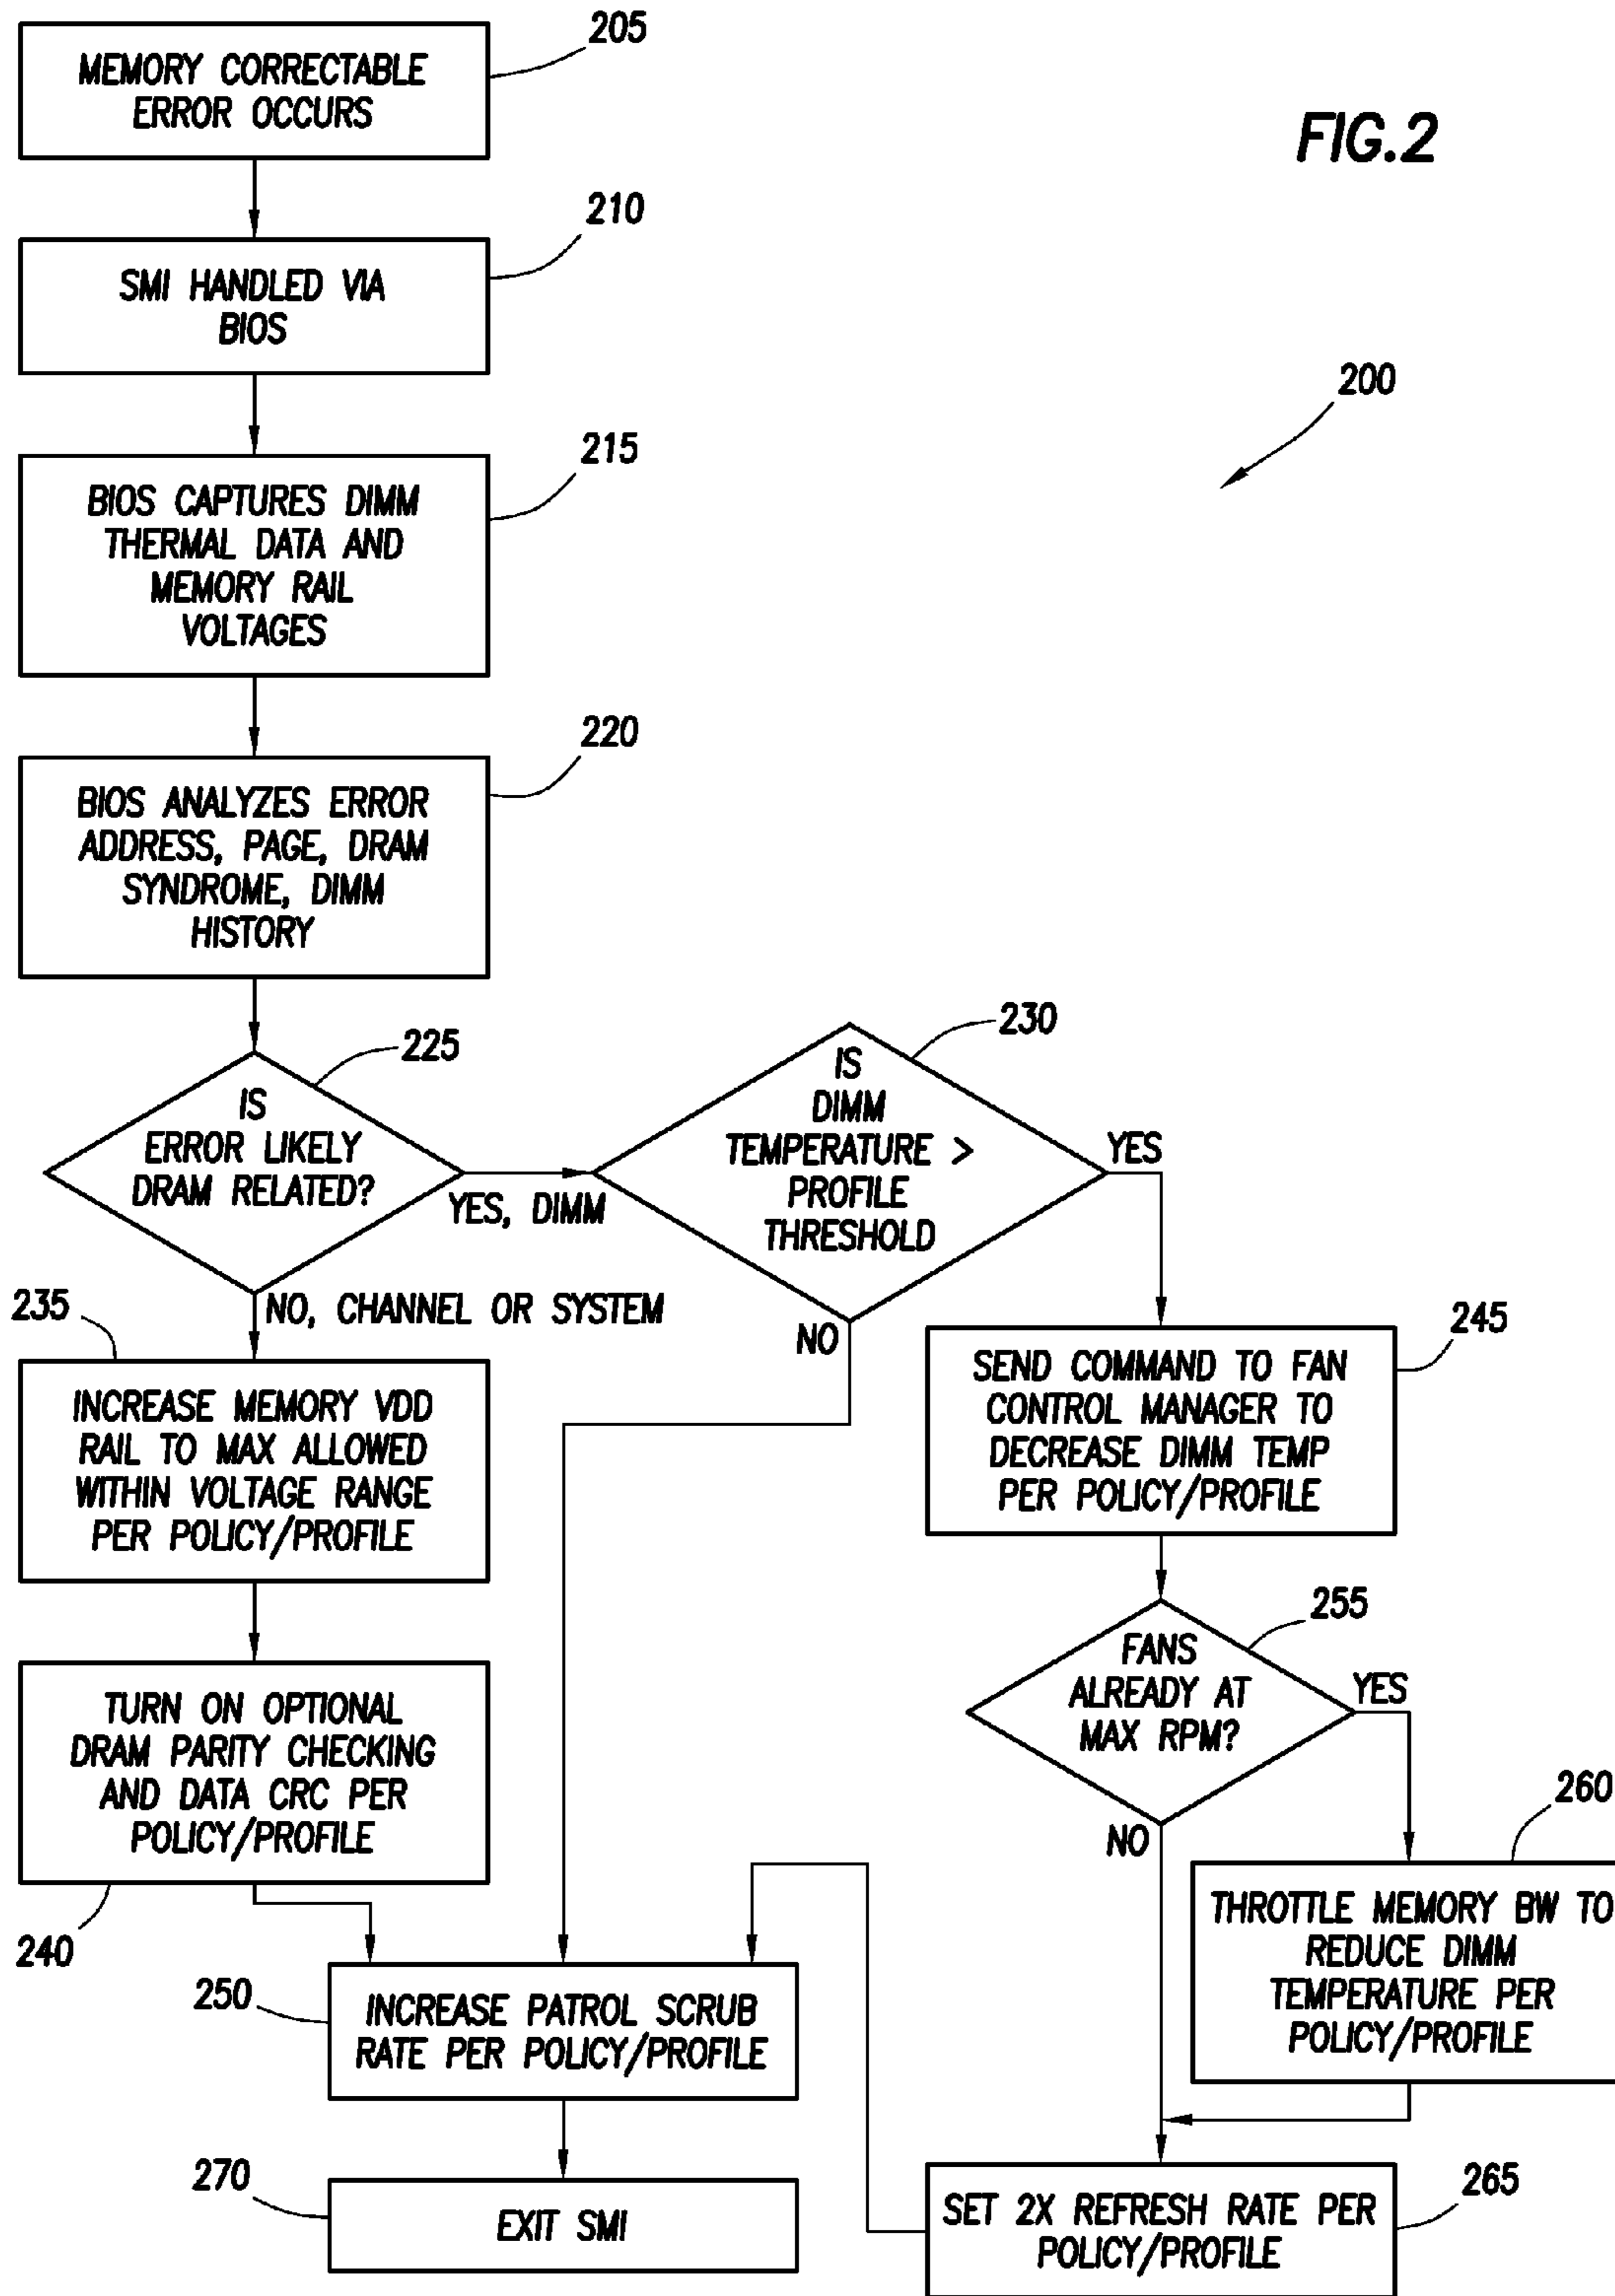 205
MEMORY CORRECTABLE
ERROR OCCURS
FIG.2
210
SMI HANDLED VIA
BIOS
200
215
BIOS CAPTURES DIMM
THERMAL DATA AND
MEMORY RAIL
VOLTAGES
220
BIOS ANALYZES ERROR
ADDRESS, PAGE, DRAM
SYNDROME, DIMM
HISTORY
225
IS
ERROR LIKELY
DRAM RELATED?
YES, DIMM
230
IS
DIMM
TEMPERATURE >
PROFILE
THRESHOLD
YES
NO
NO, CHANNEL OR SYSTEM
235
INCREASE MEMORY VDD
RAIL TO MAX ALLOWED
WITHIN VOLTAGE RANGE
PER POLICY/PROFILE
245
SEND COMMAND TO FAN
CONTROL MANAGER TO
DECREASE DIMM TEMP
PER POLICY/PROFILE
255
FANS
ALREADY AT
MAX RPM?
YES
NO
TURN ON OPTIONAL
DRAM PARITY CHECKING
AND DATA CRC PER
POLICY/PROFILE
240
260
THROTTLE MEMORY BW TO
REDUCE DIMM
TEMPERATURE PER
POLICY/PROFILE
250
INCREASE PATROL SCRUB
RATE PER POLICY/PROFILE
270
EXIT SMI
265
SET 2X REFRESH RATE PER
POLICY/PROFILE